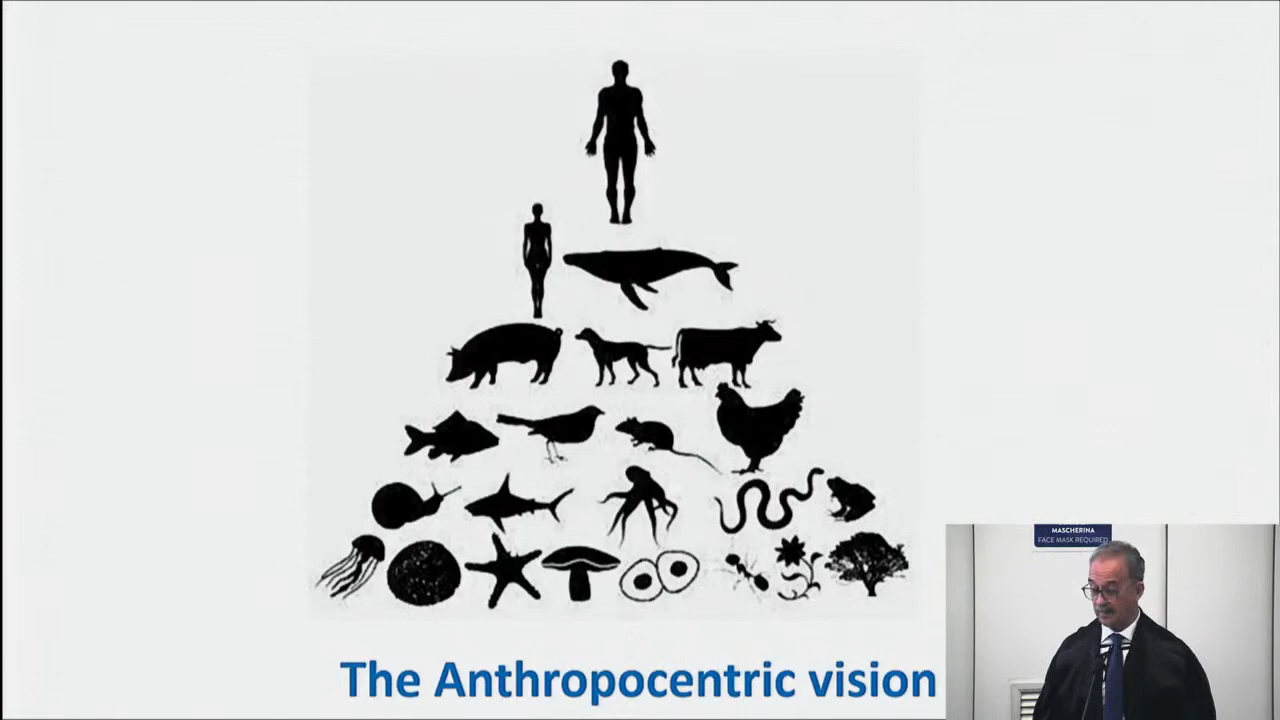 The Anthropocentric vision
MASCHERINA
FACE MASK REQUIRED